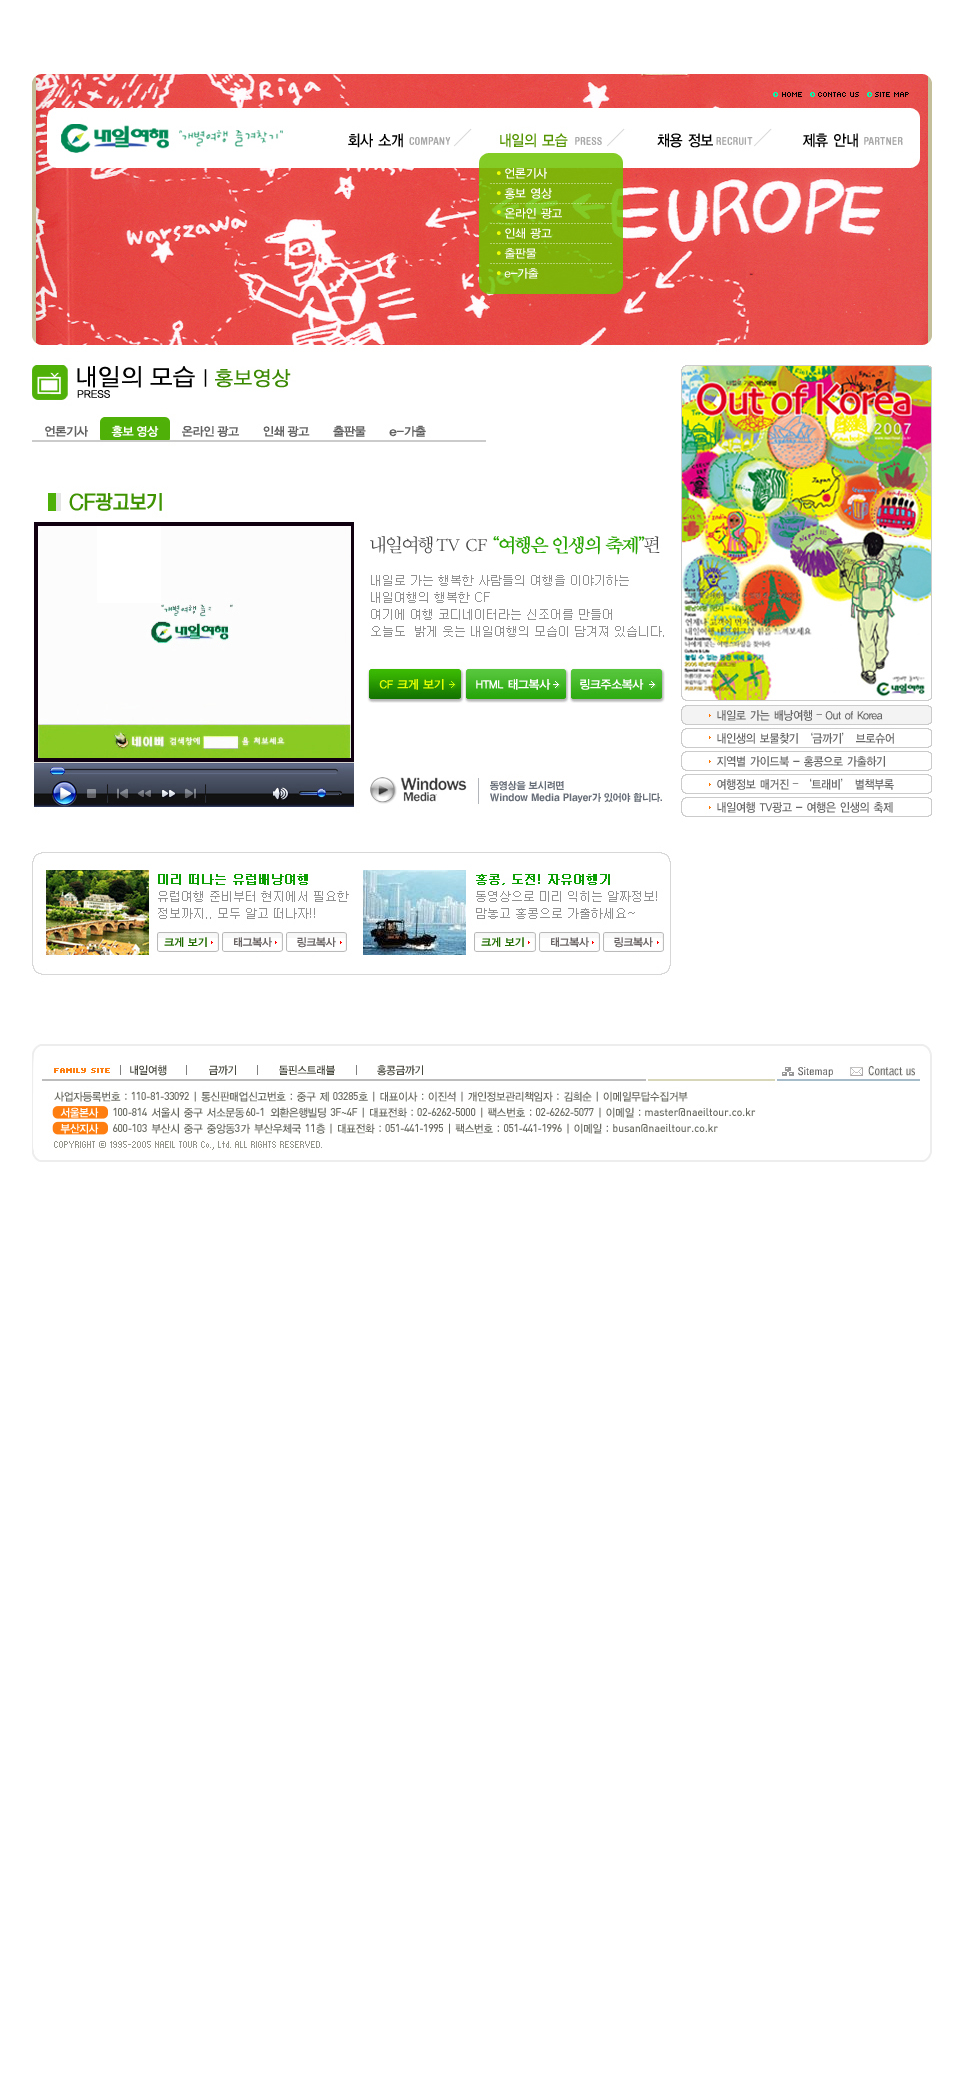 Riga
HOME CONTAC US SITE MAP
내일여행 "개별여행 즐겨찾기"
회사 소개 COMPANY
내일의 모습 PRESS
채용 정보 RECRUIT
제휴 안내 PARTNER
언론기사
홍보 영상
온라인 광고
인쇄 광고
출판물
e-가출
EUROPE
warszawa
내일의 모습 | 홍보영상
PRESS
언론기사 홍보 영상 온라인 광고 인쇄 광고 출판물 e-가출
CF광고보기
"개별여행 즐
내일여행
네이버 검색창에 을 쳐보세요
내일여행 TV CF "여행은 인생의 축제"편
내일로 가는 행복한 사람들의 여행을 이야기하는
내일여행의 행복한 CF
여기에 여행 코디네이터라는 신조어를 만들어
오늘도 밝게 웃는 내일여행의 모습이 담겨져 있습니다.
CF 크게 보기 HTML 태그복사 링크주소복사
Windows Media
동영상을 보시려면
Window Media Player가 있어야 합니다.
내일로 가는 배낭여행
Out of Korea
2007
내일여행
내일로 가는 배낭여행 - Out of Korea
내인생의 보물찾기 '금까기' 브로슈어
지역별 가이드북 - 홍콩으로 가출하기
여행정보 매거진 - '트래비' 별책부록
내일여행 TV광고 - 여행은 인생의 축제
미리 떠나는 유럽배낭여행
유럽여행 준비부터 현지에서 필요한
정보까지.. 모두 알고 떠나자!!
크게 보기 태그복사 링크복사
홍콩, 도전! 자유여행기
동영상으로 미리 익히는 알짜정보!
맘놓고 홍콩으로 가출하세요~
크게 보기 태그복사 링크복사
FAMILY SITE | 내일여행 | 금까기 | 돌핀스트래블 | 홍콩금까기
Sitemap Contact us
사업자등록번호 : 110-81-33092 | 통신판매업신고번호 : 중구 제 03285호 | 대표이사 : 이진석 | 개인정보관리책임자 : 김희순 | 이메일무답수집거부
서울본사 100-814 서울시 중구 서소문동 60-1 외환은행빌딩 3F~4F | 대표전화 : 02-6262-5000 | 팩스번호 : 02-6262-5077 | 이메일 : master@naeiltour.co.kr
부산지사 600-103 부산시 중구 중앙동3가 부산우체국 11층 | 대표전화 : 051-441-1995 | 팩스번호 : 051-441-1996 | 이메일 : busan@naeiltour.co.kr
COPYRIGHT © 1995-2005 NAEIL TOUR Co., Ltd. ALL RIGHTS RESERVED.